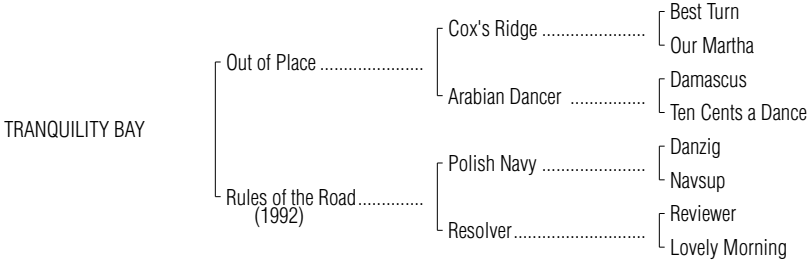 Best Turn
Cox's Ridge ......................
Our Martha
Out of Place ......................
Damascus
Arabian Dancer ................
Ten Cents a Dance
TRANQUILITY BAY
Danzig
Polish Navy ......................
Navsup
Rules of the Road..............
(1992)
Reviewer
Resolver............................
Lovely Morning